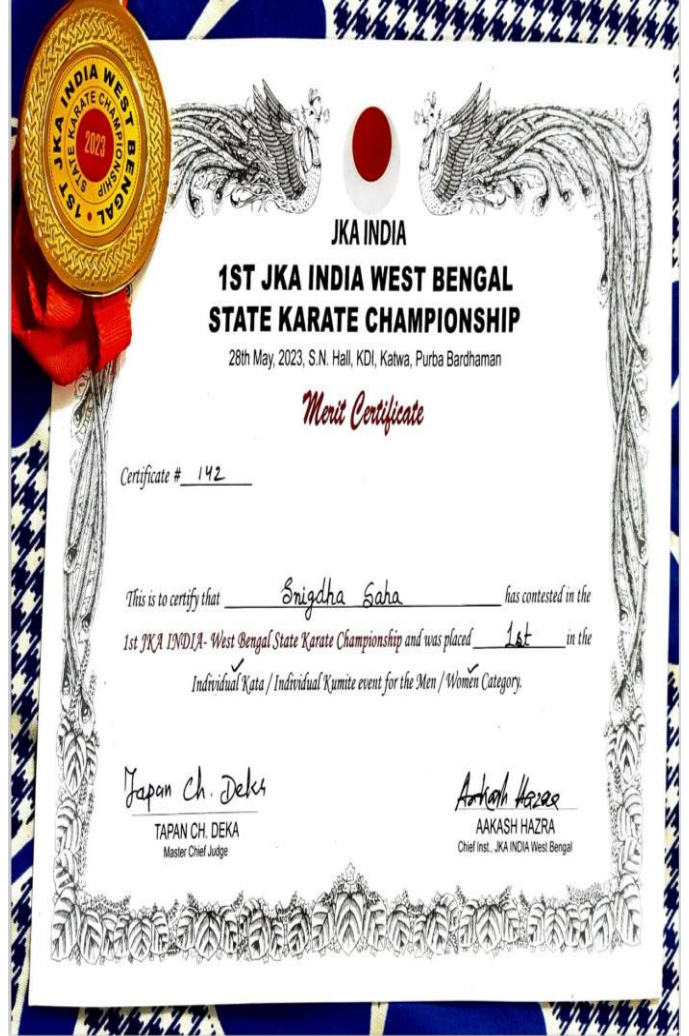 1ST JKA INDIA WEST BENGAL
STATE KARATE CHAMPIONSHIP
2023
JKA INDIA
1ST JKA INDIA WEST BENGAL
STATE KARATE CHAMPIONSHIP
28th May, 2023, S.N. Hall, KDI, Katwa, Purba Bardhaman
Merit Certificate
Certificate # 142
This is to certify that Snigdha Saha has contested in the
1st JKA INDIA- West Bengal State Karate Championship and was placed 1st in the
Individual Kata / Individual Kumite event for the Men / Women Category.
Tapan Ch. Deka
Aakash Hazra
TAPAN CH. DEKA
Master Chief Judge
AAKASH HAZRA
Chief Inst., JKA INDIA West Bengal